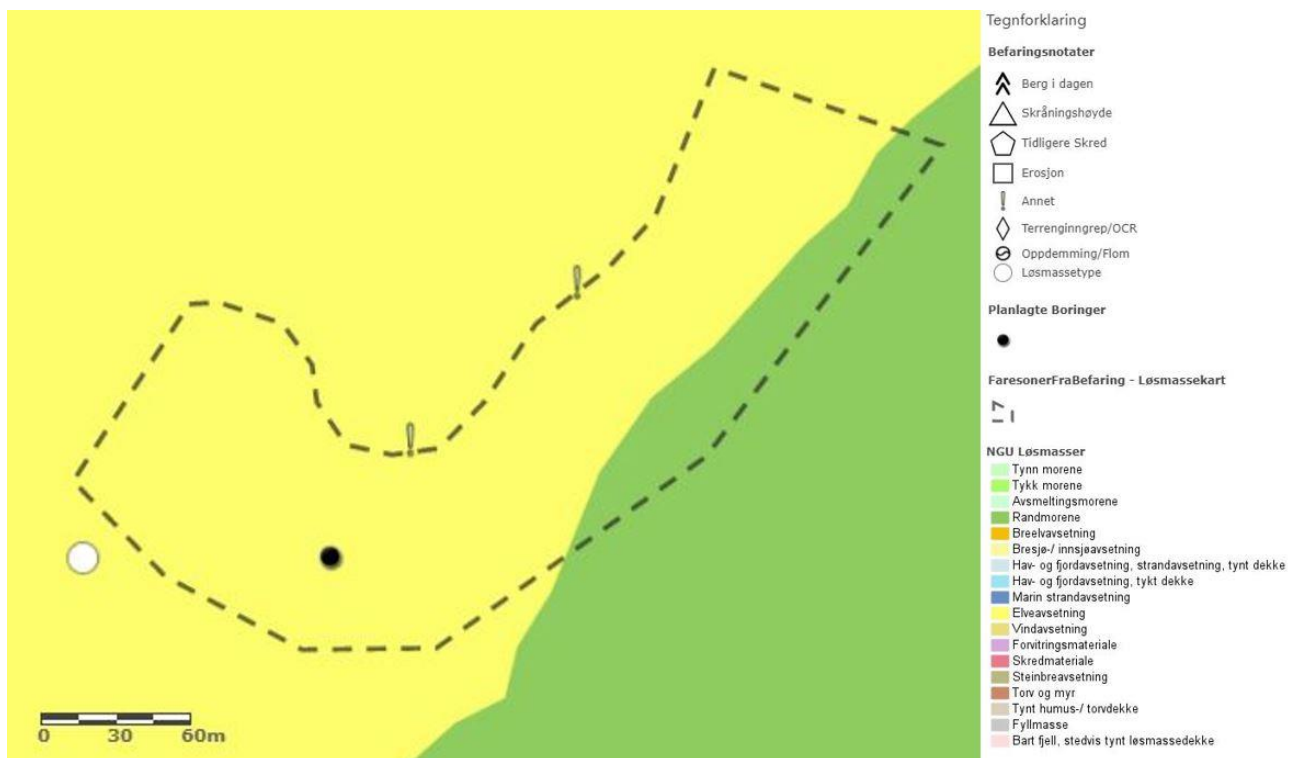 Tegnforklaring
Befaringsnotater
Berg i dagen
Skråningshøyde
Tidligere Skred
Erosjon
Annet
Terrenginngrep/OCR
Oppdemming/Flom
Løsmassetype
Planlagte Boringer
FaresonerFraBefaring - Løsmassekart
NGU Løsmasser
Tynn morene
Tykk morene
Avsmeltingsmorene
Randmorene
Breelvavsetning
Bresjø-/ innsjøavsetning
Hav- og fjordavsetning, strandavsetning, tynt dekke
Hav- og fjordavsetning, tykt dekke
Marin strandavsetning
Elveavsetning
Vindavsetning
Forvitringsmateriale
Skredmateriale
Steinbreavsetning
Torv og myr
Tynt humus-/ torvdekke
Fyllmasse
Bart fjell, stedvis tynt løsmassedekke
0 30 60m